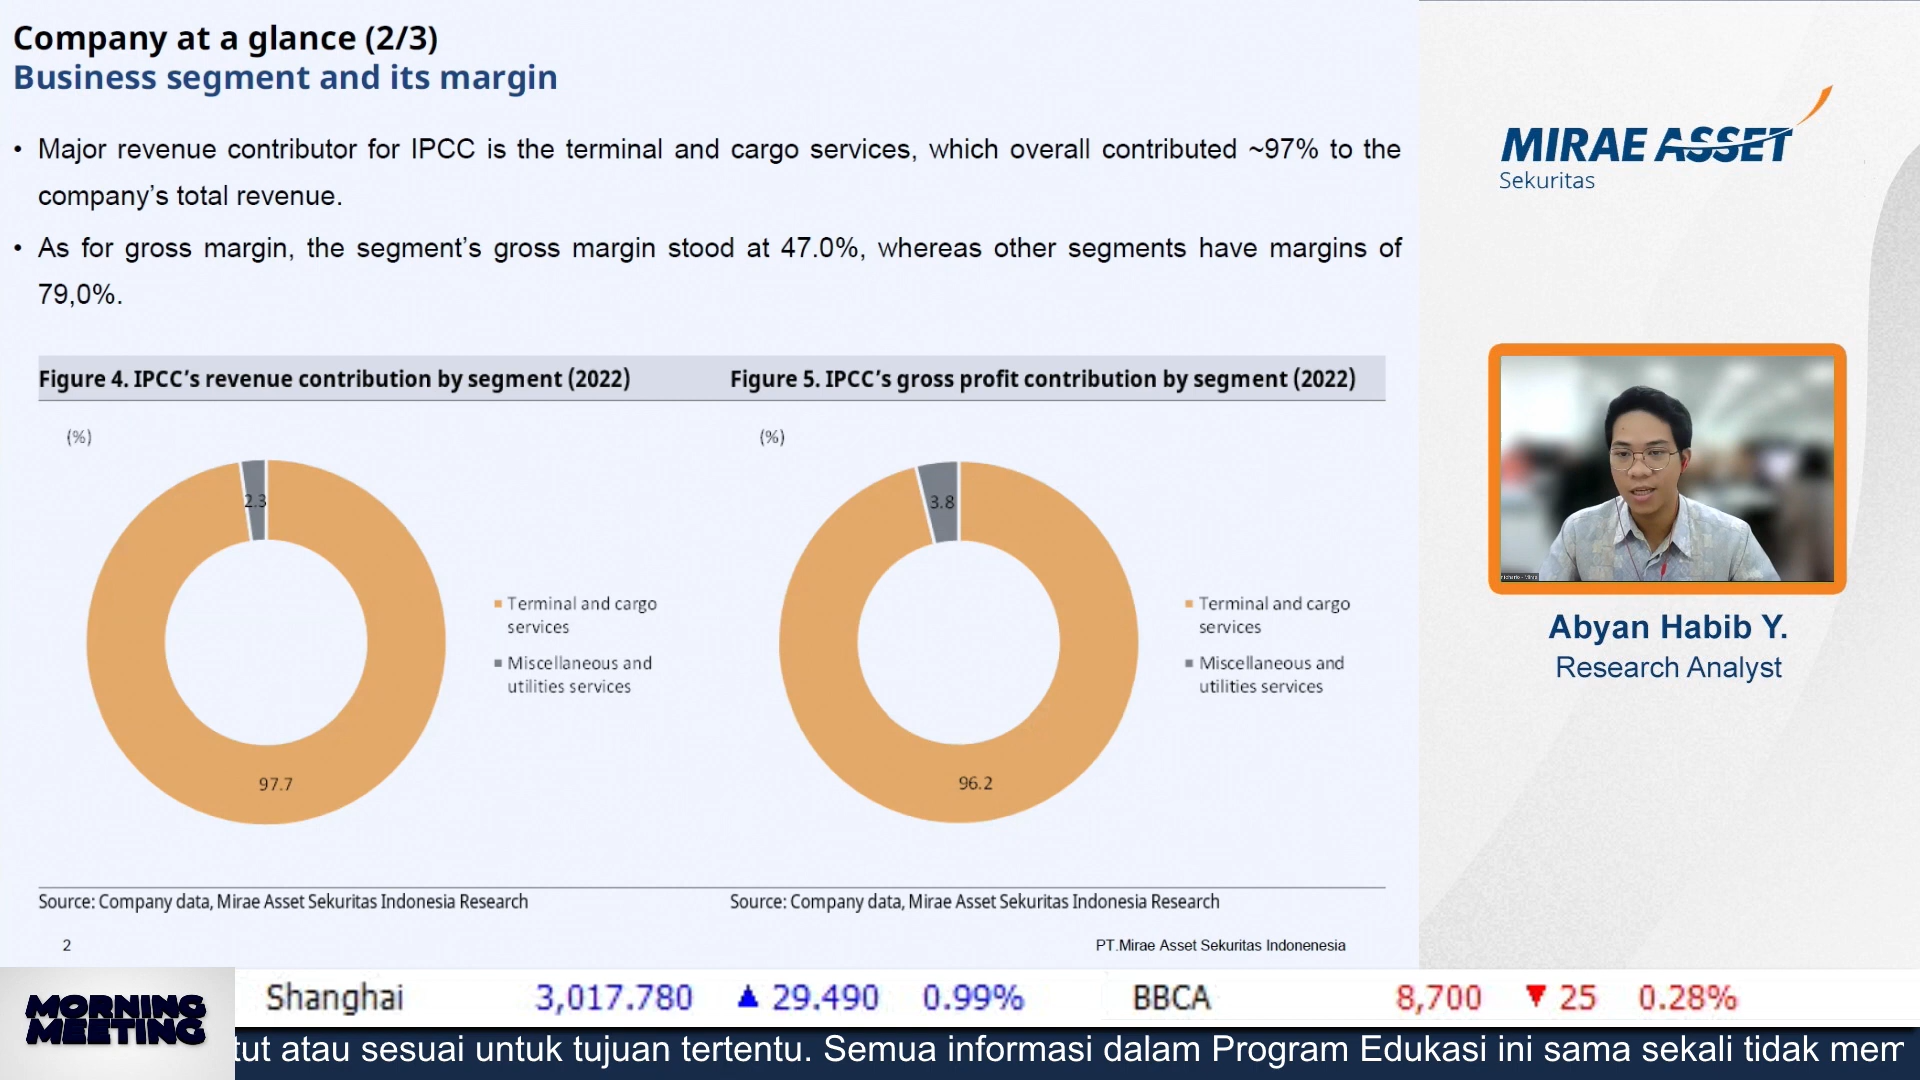 Company at a glance (2/3)
Business segment and its margin
• Major revenue contributor for IPCC is the terminal and cargo services, which overall contributed ~97% to the
company’s total revenue.
• As for gross margin, the segment’s gross margin stood at 47.0%, whereas other segments have margins of
79,0%.
Figure 4. IPCC’s revenue contribution by segment (2022)
(%)
2.3
97.7
Terminal and cargo
services
Miscellaneous and
utilities services
Source: Company data, Mirae Asset Sekuritas Indonesia Research
Figure 5. IPCC’s gross profit contribution by segment (2022)
(%)
3.8
96.2
Terminal and cargo
services
Miscellaneous and
utilities services
Source: Company data, Mirae Asset Sekuritas Indonesia Research
2
PT.Mirae Asset Sekuritas Indonenesia
MIRAE ASSET
Sekuritas
Abyan Habib Y.
Research Analyst
MORNING
MEETING
Shanghai 3,017.780 ▲ 29.490 0.99% BBCA 8,700 ▼ 25 0.28%
tut atau sesuai untuk tujuan tertentu. Semua informasi dalam Program Edukasi ini sama sekali tidak mem